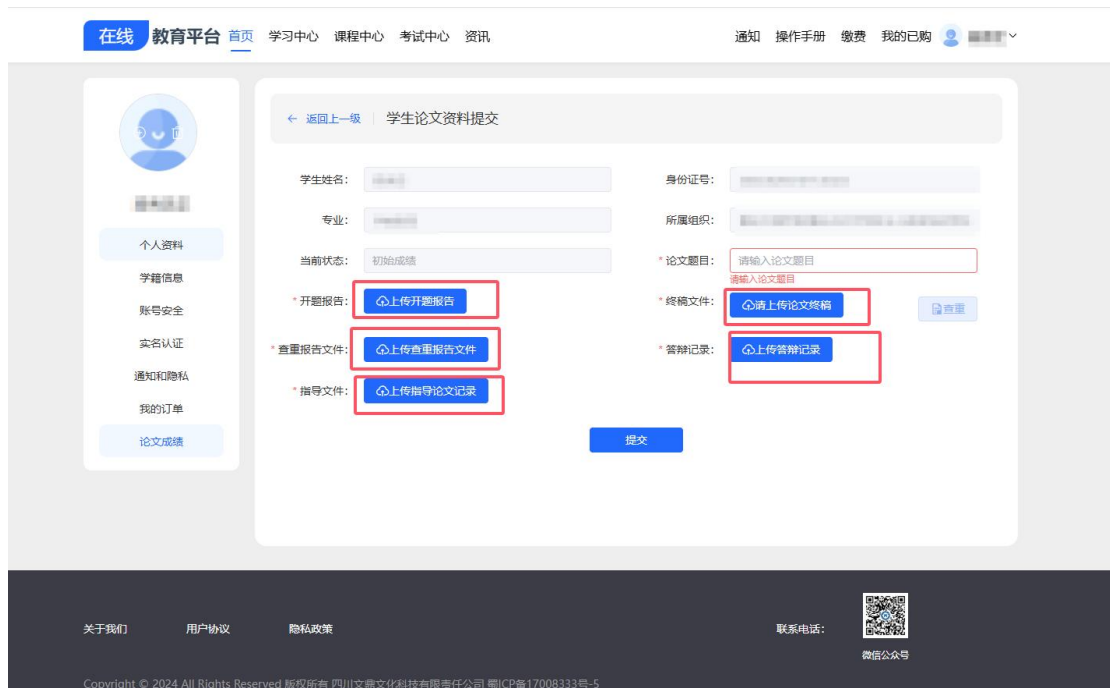 在线 教育平台 首页 学习中心 课程中心 考试中心 资讯 通知 操作手册 缴费 我的已购
← 返回上一级 学生论文资料提交
学生姓名: 身份证号:
专业: 所属组织:
个人资料
当前状态: 初始成绩 * 论文题目: 请输入论文题目
请输入论文题目
学籍信息
* 开题报告: 上传开题报告 * 终稿文件: 请上传论文终稿 查重
账号安全
实名认证
* 查重报告文件: 上传查重报告文件 * 答辩记录: 上传答辩记录
通知和隐私
* 指导文件: 上传指导论文记录
我的订单
论文成绩
提交
关于我们 用户协议 隐私政策 联系电话:
微信公众号
Copyright © 2024 All Rights Reserved 版权所有 四川文鼎文化科技有限责任公司 蜀ICP备17008333号-5